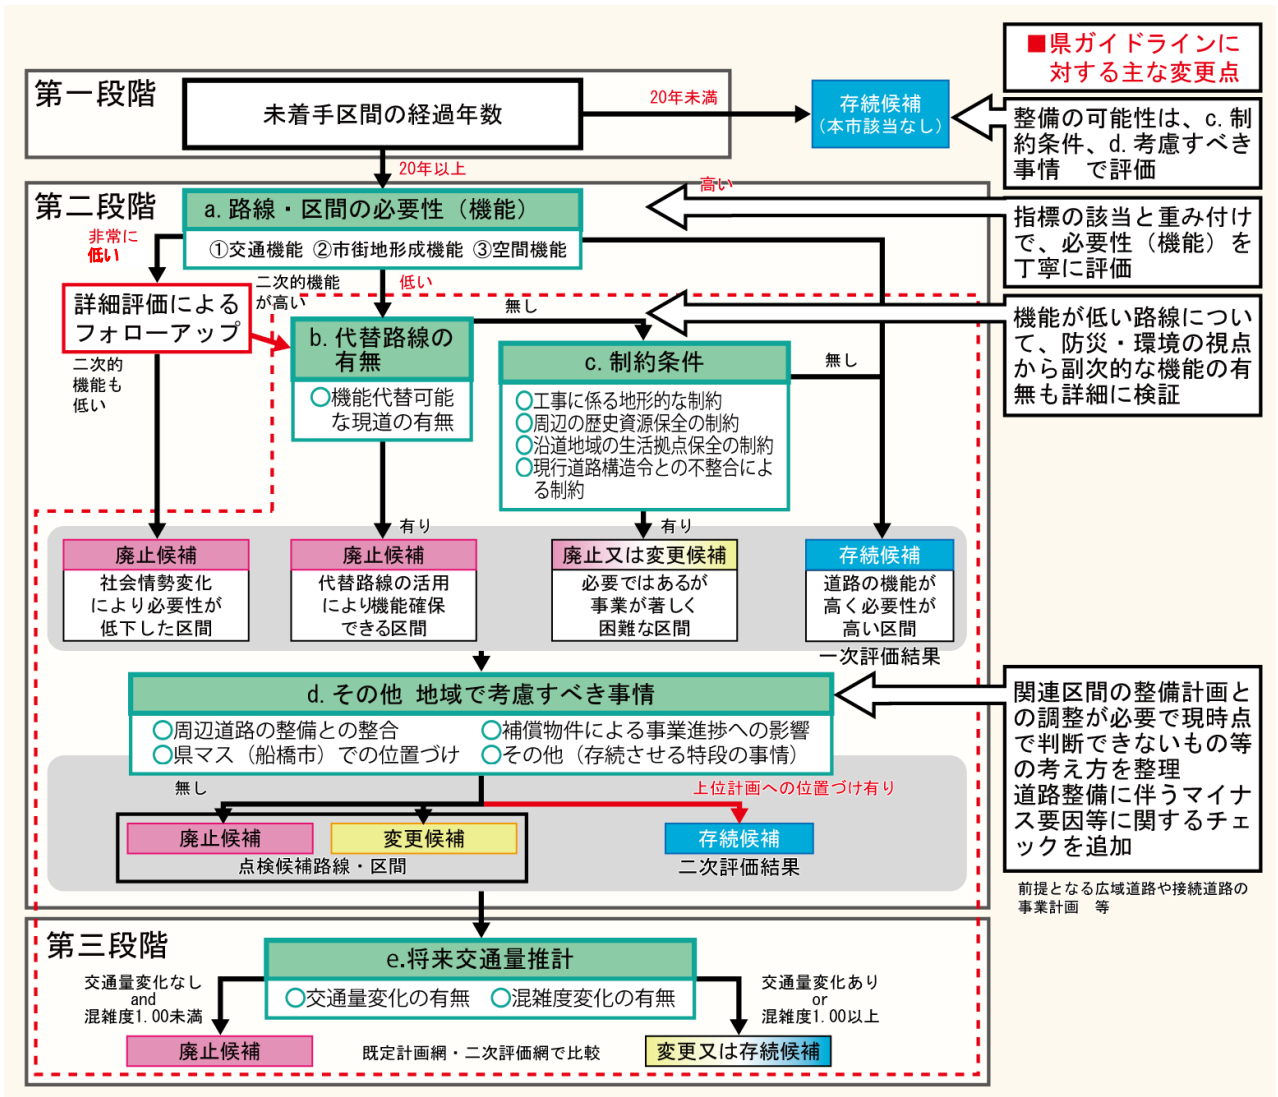 ■県ガイドラインに
対する主な変更点
第一段階
未着手区間の経過年数
20年未満
存続候補
(本市該当なし)
整備の可能性は、c.制
約条件、d.考慮すべき
事情　で評価
20年以上
第二段階
a.路線・区間の必要性（機能）
①交通機能 ②市街地形成機能 ③空間機能
高い
指標の該当と重み付け
で、必要性（機能）を
丁寧に評価
非常に
低い
詳細評価による
フォローアップ
二次的機能
が高い
低い
無し
二次的
機能も
低い
b.代替路線の
有無
○機能代替可能
な現道の有無
c.制約条件
○工事に係る地形的な制約
○周辺の歴史資源保全の制約
○沿道地域の生活拠点保全の制約
○現行道路構造令との不整合によ
る制約
無し
機能が低い路線につい
て、防災・環境の視点
から副次的な機能の有
無も詳細に検証
有り
有り
廃止候補
社会情勢変化
により必要性が
低下した区間
廃止候補
代替路線の活用
により機能確保
できる区間
廃止又は変更候補
必要ではあるが
事業が著しく
困難な区間
存続候補
道路の機能が
高く必要性が
高い区間
一次評価結果
d.その他 地域で考慮すべき事情
○周辺道路の整備との整合
○補償物件による事業進捗への影響
○県マス（船橋市）での位置づけ
○その他（存続させる特段の事情）
関連区間の整備計画と
の調整が必要で現時点
で判断できないもの等
の考え方を整理
道路整備に伴うマイナ
ス要因等に関するチェ
ックを追加
前提となる広域道路や接続道路の
事業計画　等
無し
上位計画への位置づけ有り
廃止候補
変更候補
点検候補路線・区間
存続候補
二次評価結果
第三段階
e.将来交通量推計
○交通量変化の有無 ○混雑度変化の有無
交通量変化なし
and
混雑度1.00未満
交通量変化あり
or
混雑度1.00以上
廃止候補
既定計画網・二次評価網で比較
変更又は存続候補